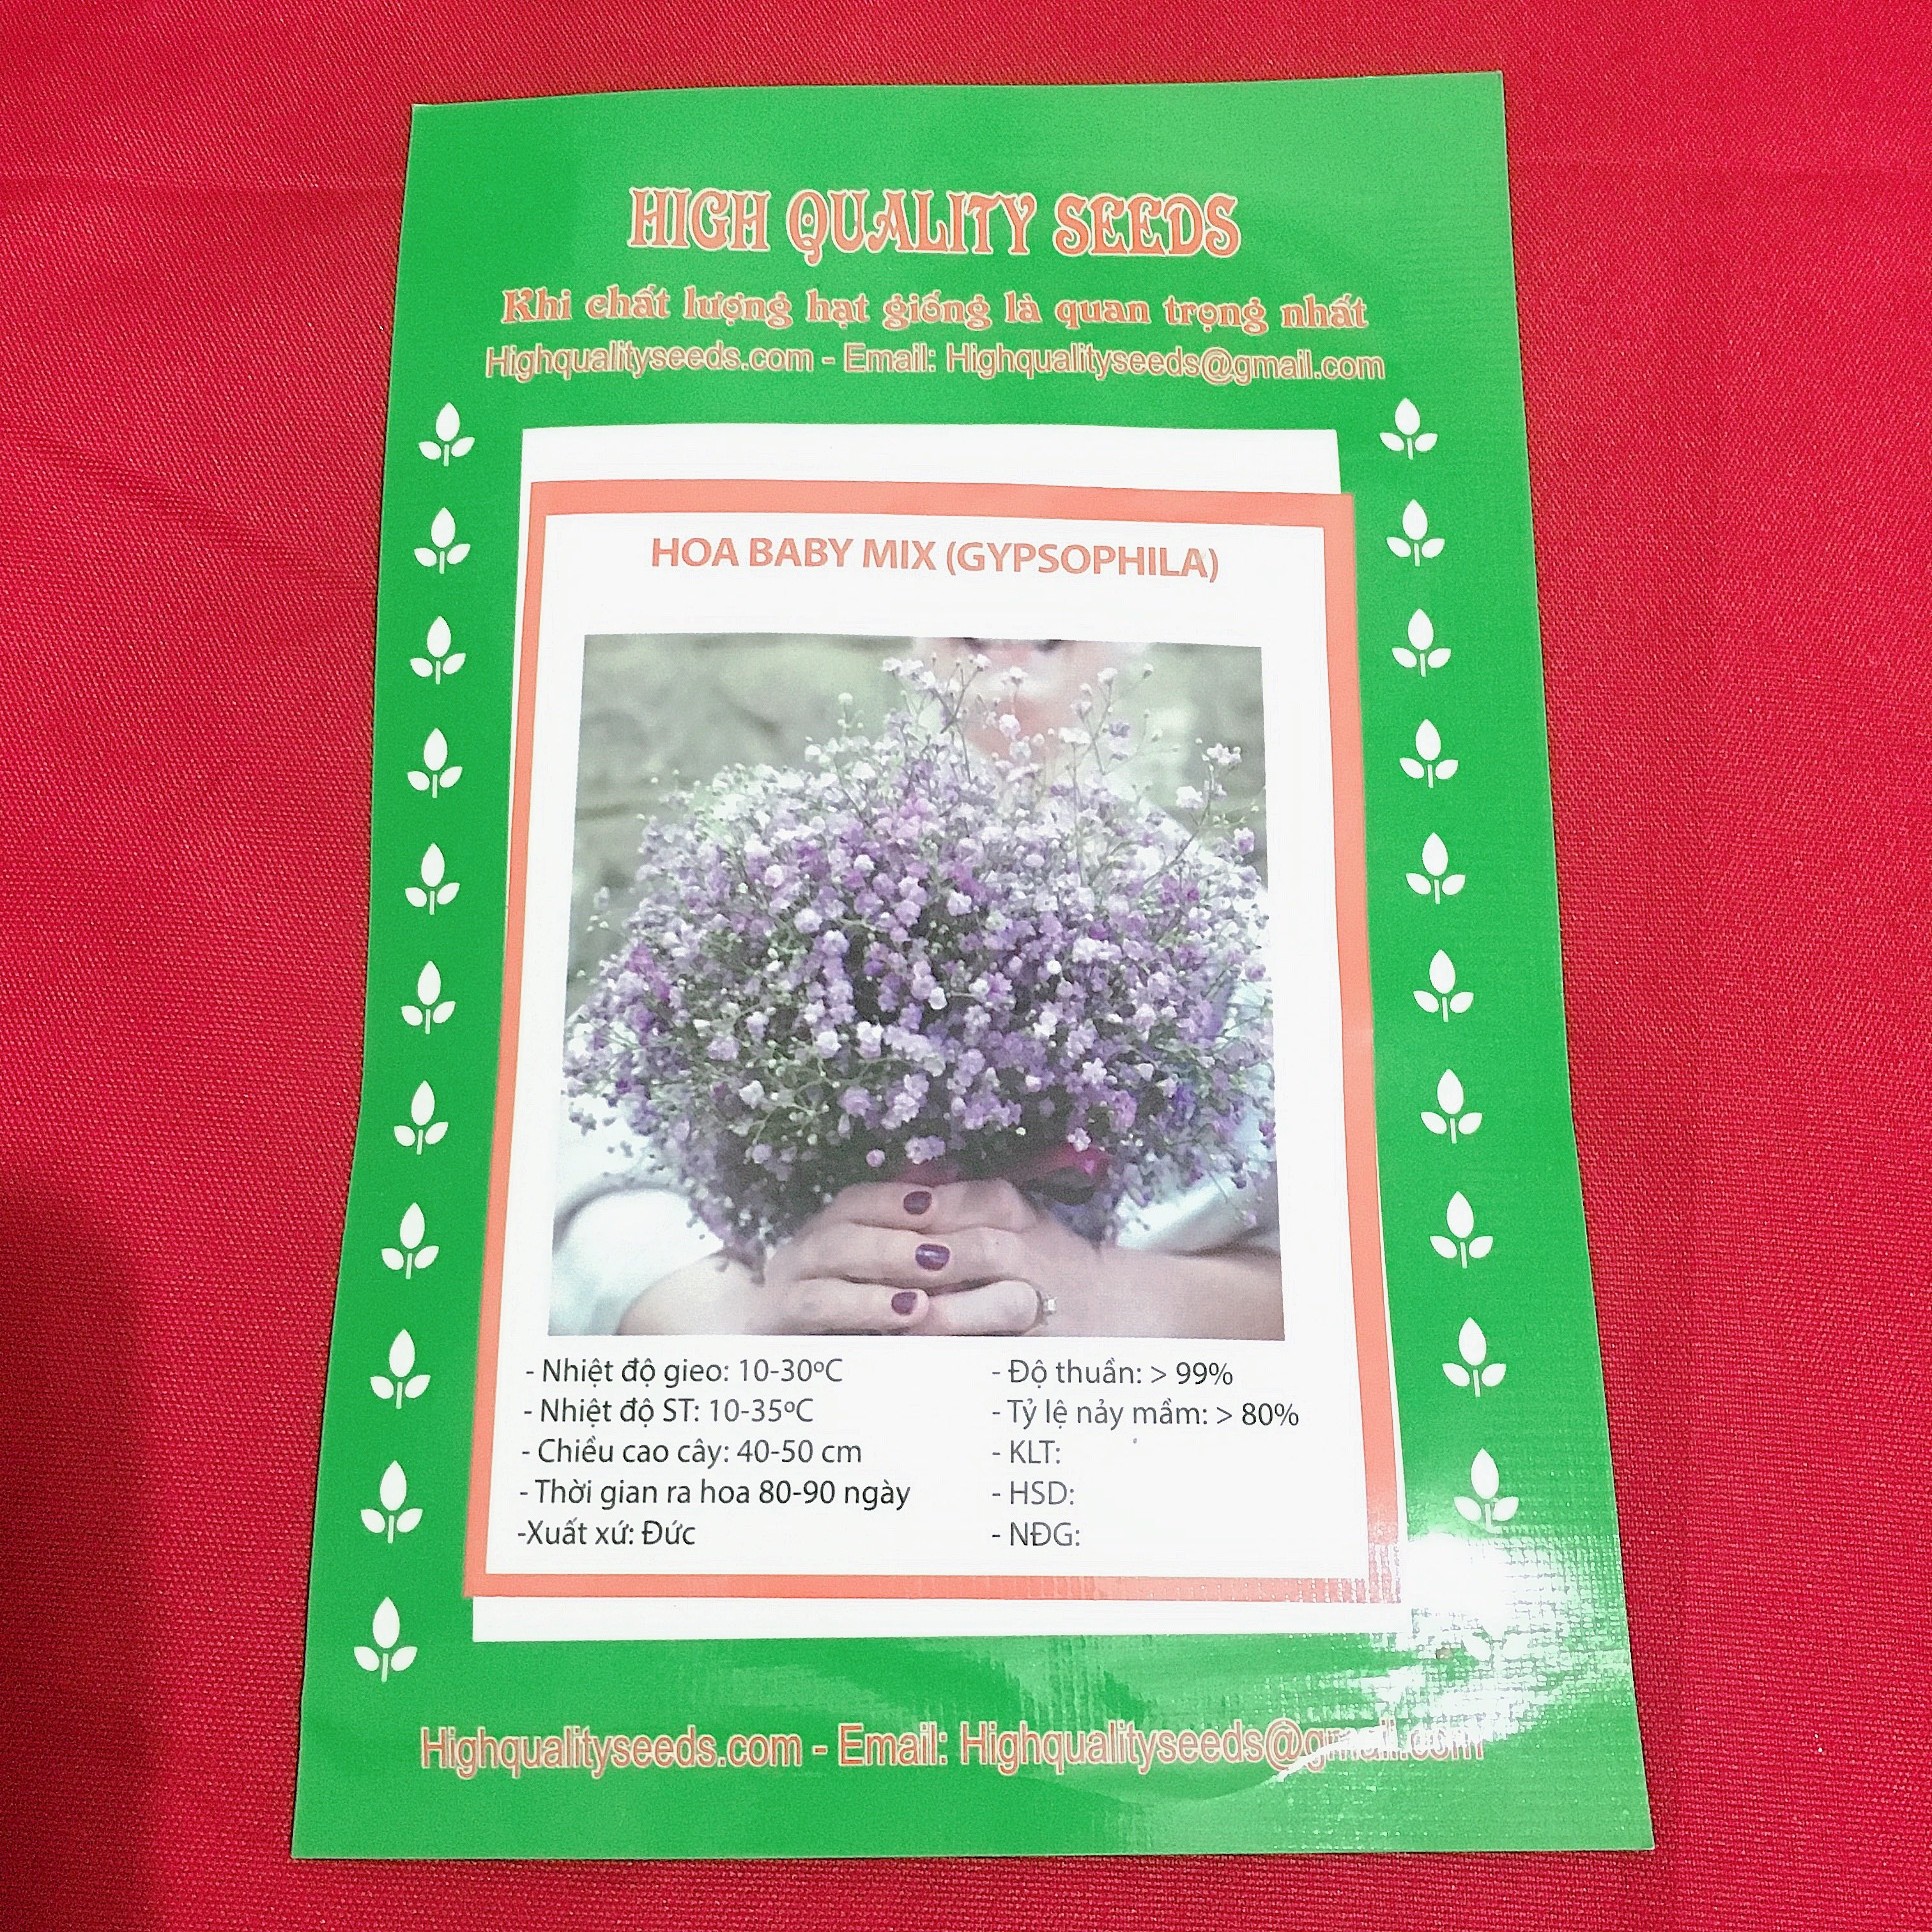 HIGH QUALITY SEEDS
Khi chất lượng hạt giống là quan trọng nhất
Highqualityseeds.com - Email: Highqualityseeds@gmail.com
HOA BABY MIX (GYPSOPHILA)
- Nhiệt độ gieo: 10-30ºC
- Nhiệt độ ST: 10-35ºC
- Chiều cao cây: 40-50 cm
- Thời gian ra hoa 80-90 ngày
-Xuất xứ: Đức
- Độ thuần: > 99%
- Tỷ lệ nảy mầm: > 80%
- KLT:
- HSD:
- NĐG:
Highqualityseeds.com - Email: Highqualityseeds@gmail.com